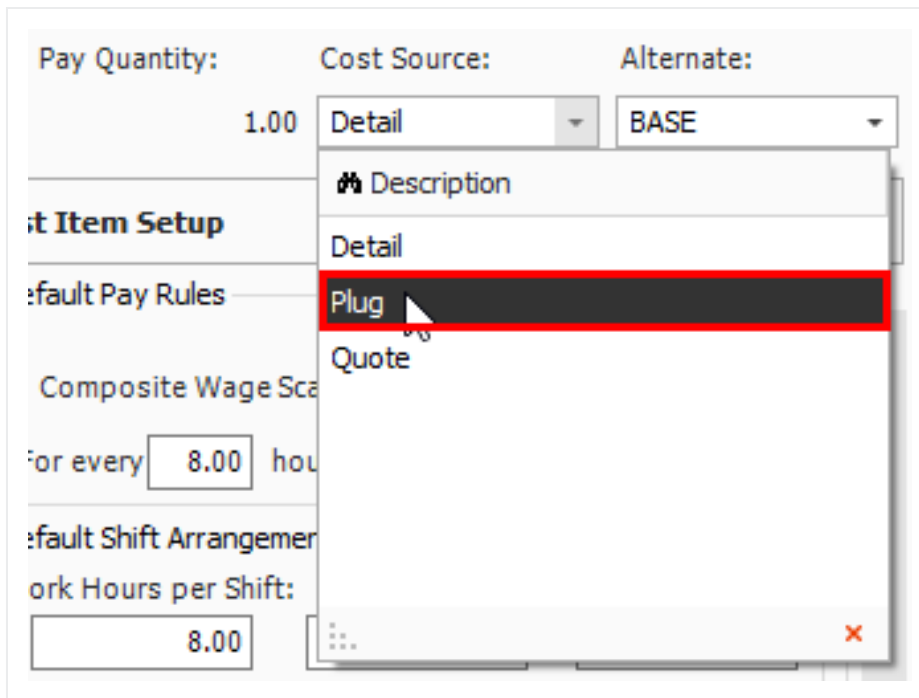 Pay Quantity: Cost Source: Alternate:
1.00 Detail BASE
Description
st Item Setup
Detail
efault Pay Rules
Plug
Quote
Composite Wage Sca
For every 8.00 hou
efault Shift Arrangemen
ork Hours per Shift:
8.00